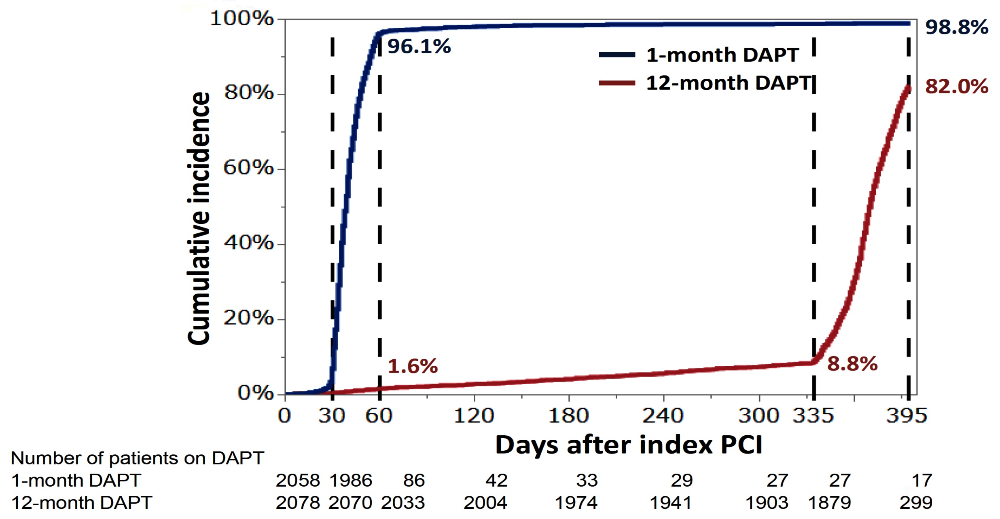 100%
80%
60%
40%
20%
0%
Cumulative incidence
98.8%
96.1%
1-month DAPT
12-month DAPT
82.0%
1.6%
8.8%
0 30 60 120 180 240 300 335 395
Days after index PCI
Number of patients on DAPT
1-month DAPT 2058 1986 86 42 33 29 27 27 17
12-month DAPT 2078 2070 2033 2004 1974 1941 1903 1879 299